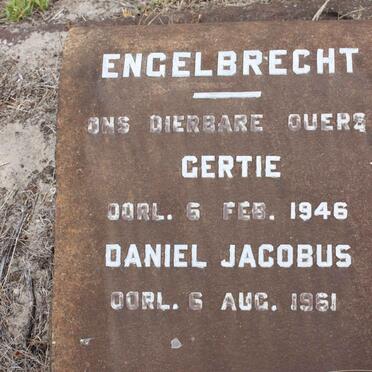 ENGELBRECHT
ONS DIERBARE OUERS
GERTIE
OORL. 6 FEB. 1946
DANIEL JACOBUS
OORL. 6 AUG. 1961